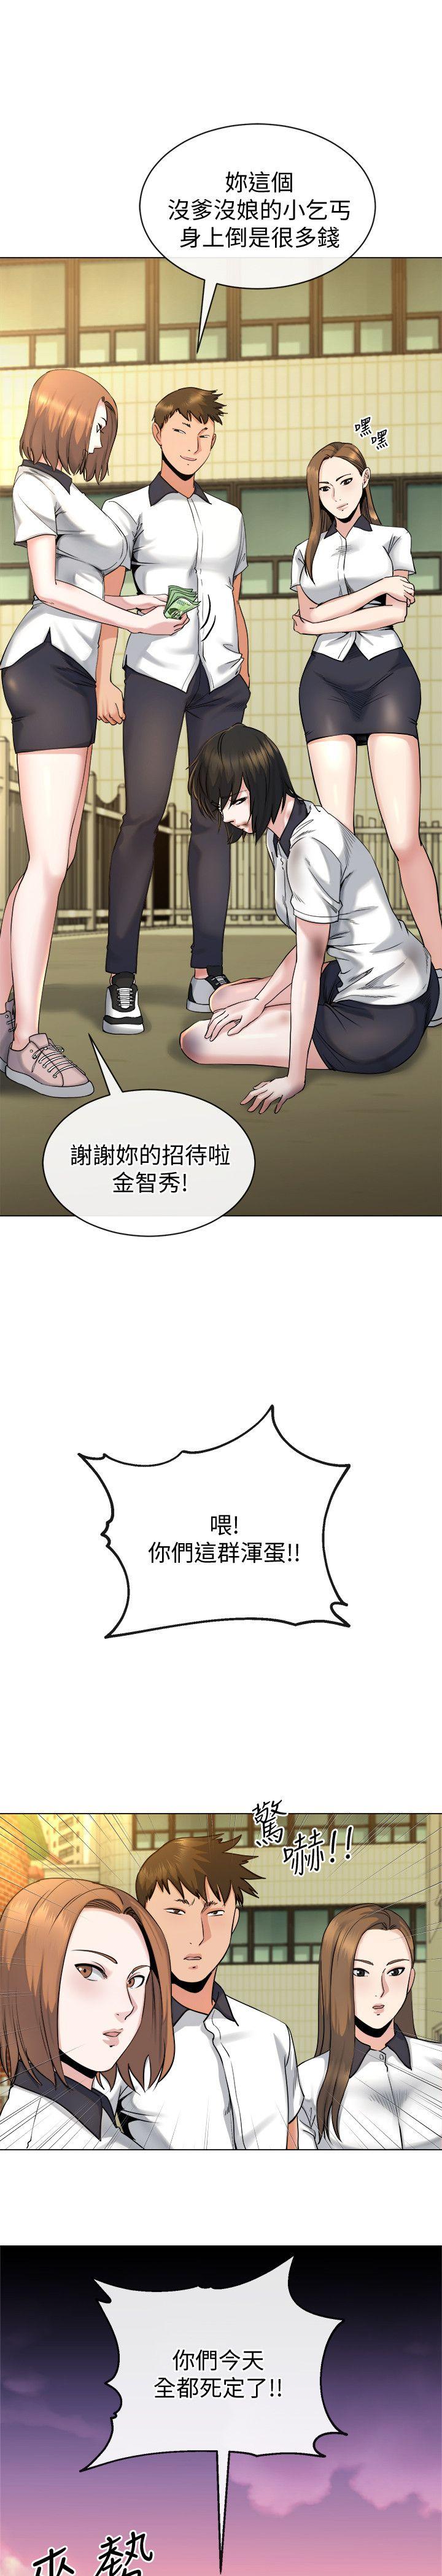 妳這個
沒爹沒娘的小乞丐
身上倒是很多錢
嘿
嘿
謝謝妳的招待啦
金智秀!
喂!
你們這群渾蛋!!
驚
嚇!!
你們今天
全都死定了!!